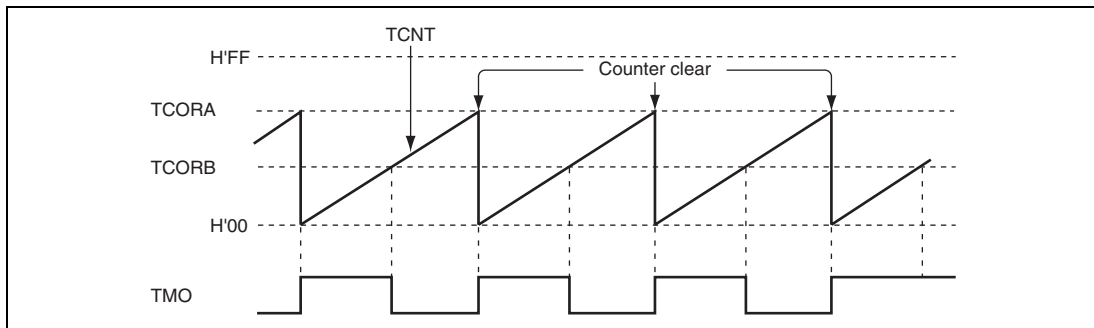 TCNT
H'FF
Counter clear
TCORA
TCORB
H'00
TMO